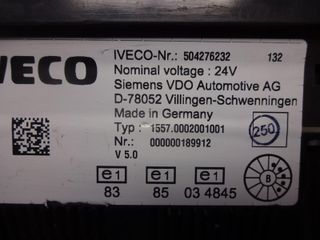 IVECO
IVECO-Nr.: 504276232 132
Nominal voltage : 24V
Siemens VDO Automotive AG
D-78052 Villingen-Schwenningen
Made in Germany
Typ : 1557.0002001001
Nr.: 000000189912
V 5.0
250
e1 e1 e1
83 85 03 4845
B